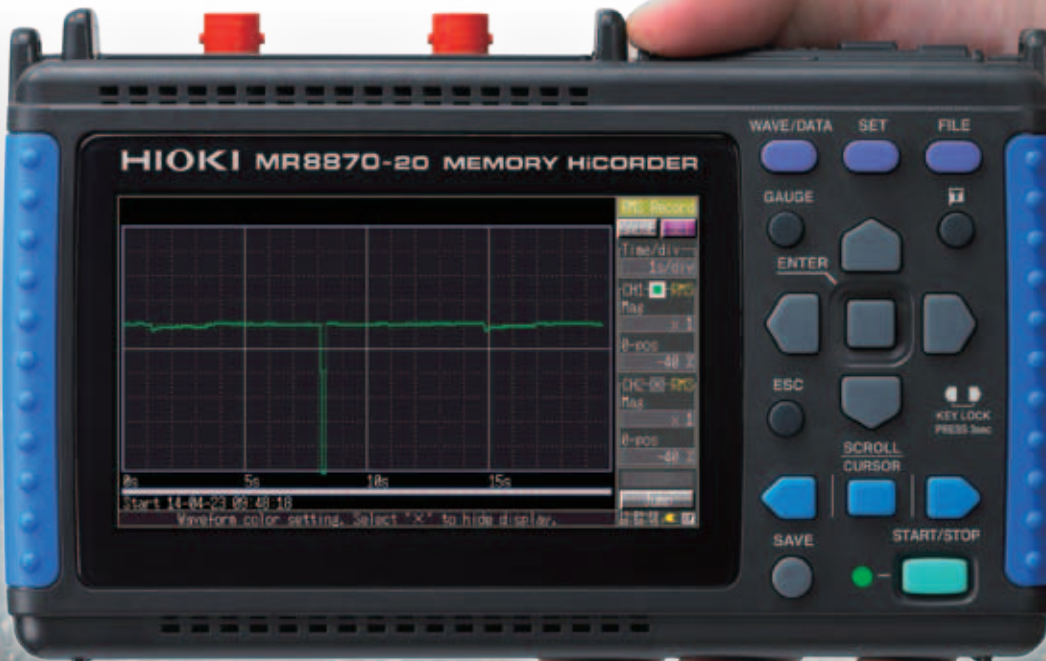 WAVE/DATA SET FILE
HIOKI MR8870-20 MEMORY HiCORDER
GAUGE
ENTER
ESC
KEY LOCK
PRESS 3sec
SCROLL
CURSOR
SAVE
START/STOP
RMS Record
Time/div
1s/div
CH1 RMS
Mag
x 1
0-pos
-40 %
CH2 RMS
Mag
x 1
0-pos
-40 %
0s 5s 10s 15s
Start 14-04-23 09:48:18
Waveform color setting. Select "X" to hide display.